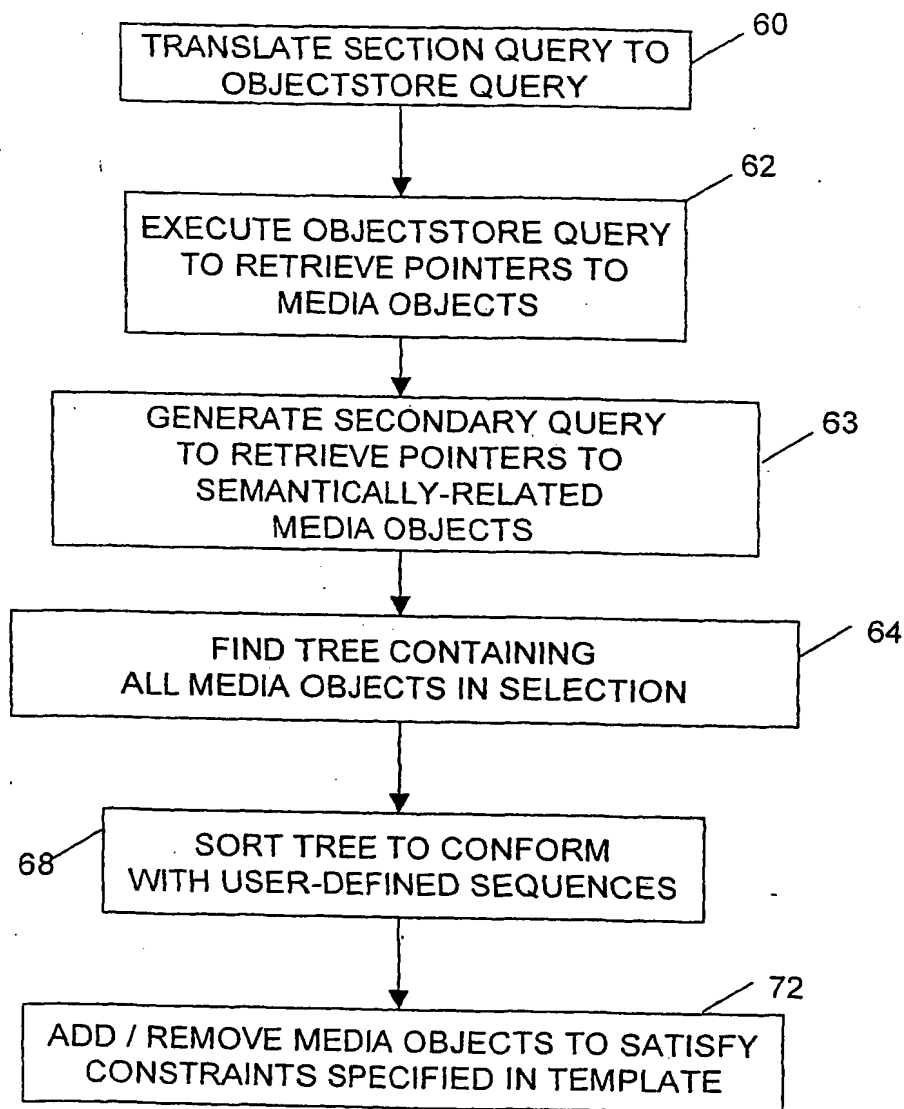 60
TRANSLATE SECTION QUERY TO
OBJECTSTORE QUERY
62
EXECUTE OBJECTSTORE QUERY
TO RETRIEVE POINTERS TO
MEDIA OBJECTS
63
GENERATE SECONDARY QUERY
TO RETRIEVE POINTERS TO
SEMANTICALLY-RELATED
MEDIA OBJECTS
64
FIND TREE CONTAINING
ALL MEDIA OBJECTS IN SELECTION
68
SORT TREE TO CONFORM
WITH USER-DEFINED SEQUENCES
72
ADD / REMOVE MEDIA OBJECTS TO SATISFY
CONSTRAINTS SPECIFIED IN TEMPLATE